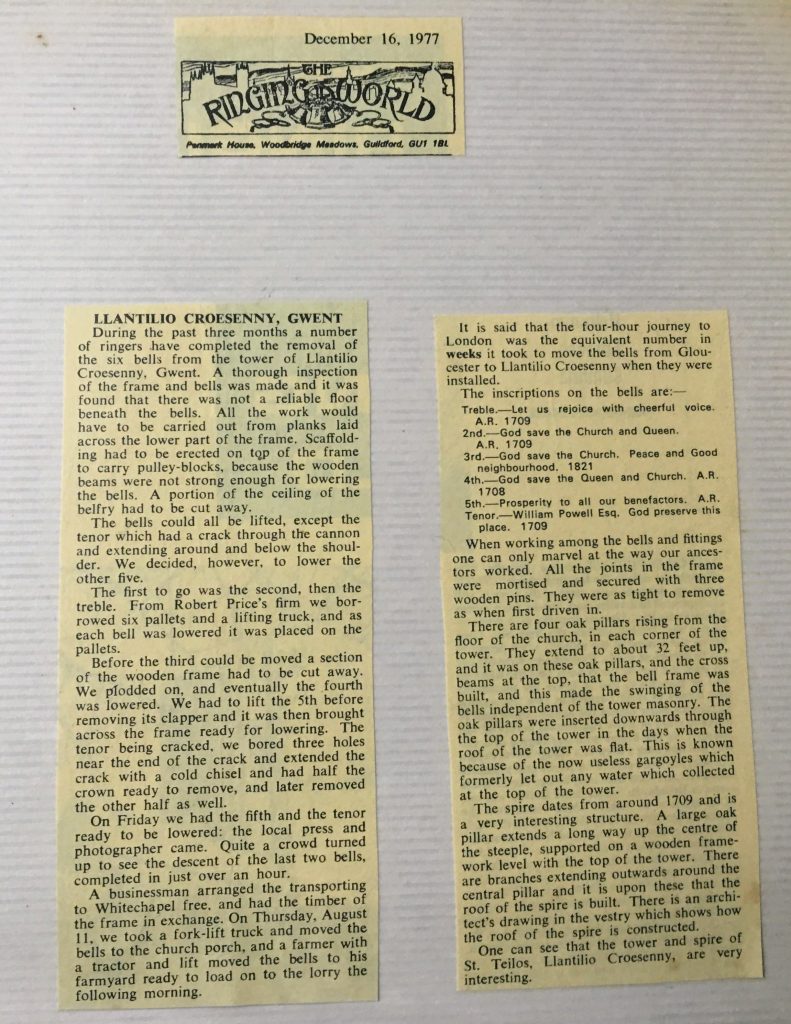 December 16, 1977
THE
RINGING WORLD
Penmark House, Woodbridge Meadows, Guildford, GU1 1BL
LLANTILIO CROESENNY, GWENT
During the past three months a number
of ringers have completed the removal of
the six bells from the tower of Llantilio
Croesenny, Gwent. A thorough inspection
of the frame and bells was made and it was
found that there was not a reliable floor
beneath the bells. All the work would
have to be carried out from planks laid
across the lower part of the frame. Scaffold-
ing had to be erected on top of the frame
to carry pulley-blocks, because the wooden
beams were not strong enough for lowering
the bells. A portion of the ceiling of the
belfry had to be cut away.
The bells could all be lifted, except the
tenor which had a crack through the cannon
and extending around and below the shoul-
der. We decided, however, to lower the
other five.
The first to go was the second, then the
treble. From Robert Price's firm we bor-
rowed six pallets and a lifting truck, and as
each bell was lowered it was placed on the
pallets.
Before the third could be moved a section
of the wooden frame had to be cut away.
We plodded on, and eventually the fourth
was lowered. We had to lift the 5th before
removing its clapper and it was then brought
across the frame ready for lowering. The
tenor being cracked, we bored three holes
near the end of the crack and extended the
crack with a cold chisel and had half the
crown ready to remove, and later removed
the other half as well.
On Friday we had the fifth and the tenor
ready to be lowered: the local press and
photographer came. Quite a crowd turned
up to see the descent of the last two bells,
completed in just over an hour.
A businessman arranged the transporting
to Whitechapel free, and had the timber of
the frame in exchange. On Thursday, August
11, we took a fork-lift truck and moved the
bells to the church porch, and a farmer with
a tractor and lift moved the bells to his
farmyard ready to load on to the lorry the
following morning.
It is said that the four-hour journey to
London was the equivalent number in
weeks it took to move the bells from Glou-
cester to Llantilio Croesenny when they were
installed.
The inscriptions on the bells are:—
Treble.—Let us rejoice with cheerful voice.
A.R. 1709
2nd.—God save the Church and Queen.
A.R. 1709
3rd.—God save the Church. Peace and Good
neighbourhood. 1821
4th.—God save the Queen and Church. A.R.
1708
5th.—Prosperity to all our benefactors. A.R.
Tenor.—William Powell Esq. God preserve this
place. 1709
When working among the bells and fittings
one can only marvel at the way our ances-
tors worked. All the joints in the frame
were mortised and secured with three
wooden pins. They were as tight to remove
as when first driven in.
There are four oak pillars rising from the
floor of the church, in each corner of the
tower. They extend to about 32 feet up,
and it was on these oak pillars, and the cross
beams at the top, that the bell frame was
built, and this made the swinging of the
bells independent of the tower masonry. The
oak pillars were inserted downwards through
the top of the tower in the days when the
roof of the tower was flat. This is known
because of the now useless gargoyles which
formerly let out any water which collected
at the top of the tower.
The spire dates from around 1709 and is
a very interesting structure. A large oak
pillar extends a long way up the centre of
the steeple, supported on a wooden frame-
work level with the top of the tower. There
are branches extending outwards around the
central pillar and it is upon these that the
roof of the spire is built. There is an archi-
tect's drawing in the vestry which shows how
the roof of the spire is constructed.
One can see that the tower and spire of
St. Teilos, Llantilio Croesenny, are very
interesting.